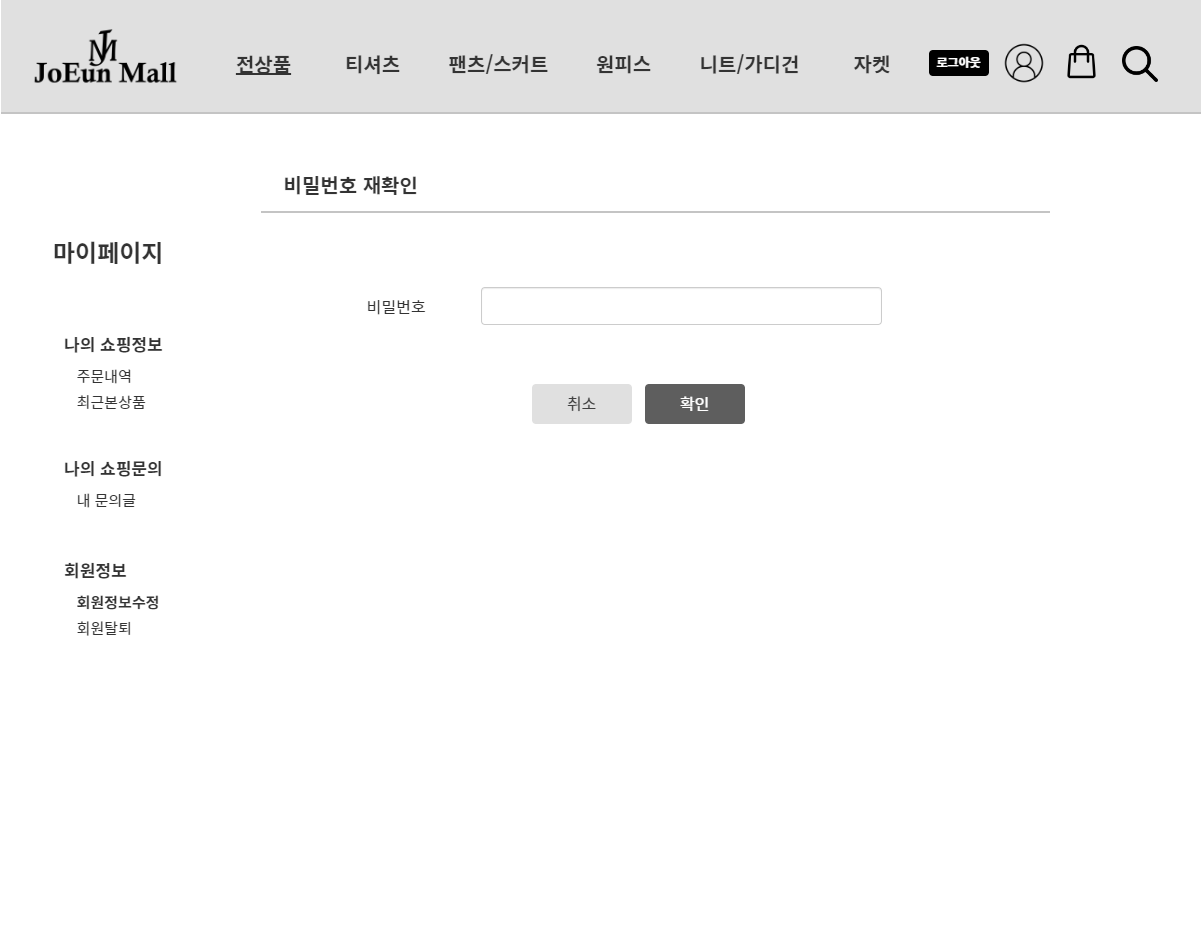 JM
JoEun Mall
전상품 티셔츠 팬츠/스커트 원피스 니트/가디건 자켓 로그아웃
비밀번호 재확인
마이페이지
비밀번호
나의 쇼핑정보
주문내역
최근본상품
취소 확인
나의 쇼핑문의
내 문의글
회원정보
회원정보수정
회원탈퇴